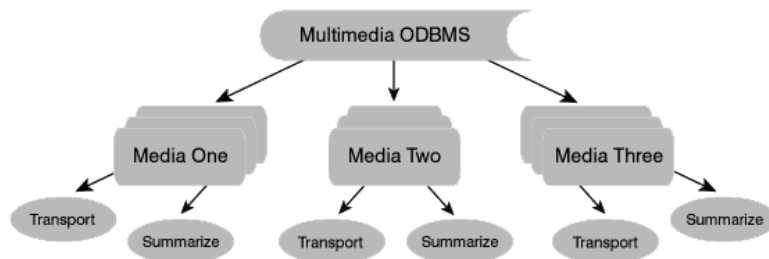 Multimedia ODBMS
Media One
Media Two
Media Three
Transport
Summarize
Transport
Summarize
Transport
Summarize